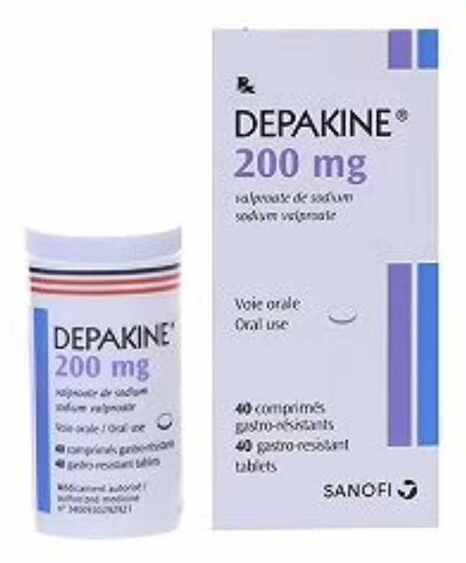 Rx
DEPAKINE®
200 mg
valproate de sodium
sodium valproate
Voie orale
Oral use
40 comprimés
gastro-résistants
40 gastro-resistant
tablets
SANOFI
DEPAKINE®
200 mg
valproate de sodium
sodium valproate
Voie orale / Oral use
40 comprimés gastro-résistants
40 gastro-resistant tablets
Médicament autorisé /
authorized medicine
n°